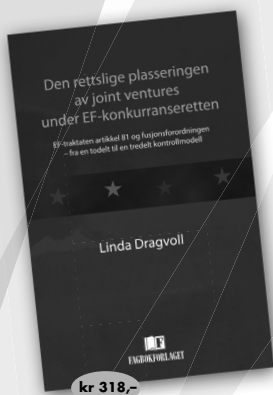 Den rettslige plasseringen
av joint ventures
under EF-konkurranseretten
EF-traktaten artikkel 81 og fusjonsforordningen
– fra en todelt til en tredelt kontrollmodell
Linda Dragvoll
F
FAGBOKFORLAGET
kr 318,–